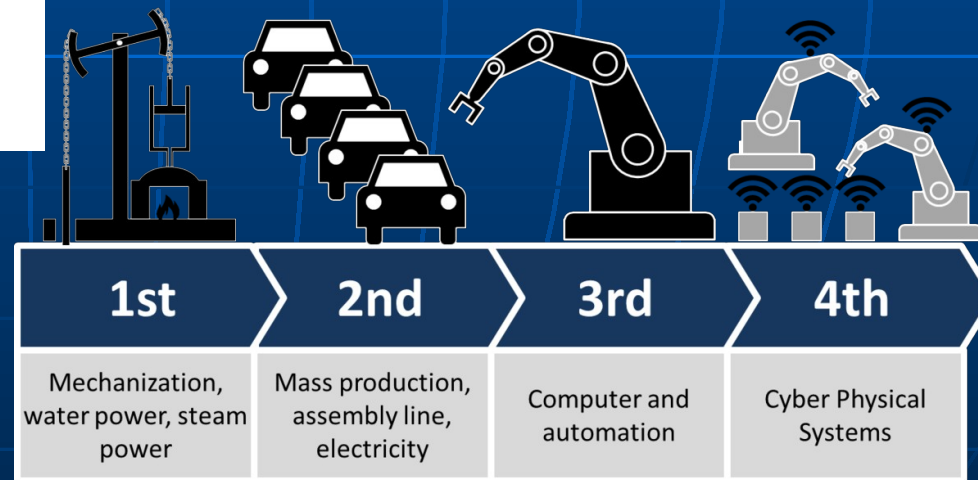 1st
2nd
3rd
4th
Mechanization,
water power, steam
power
Mass production,
assembly line,
electricity
Computer and
automation
Cyber Physical
Systems